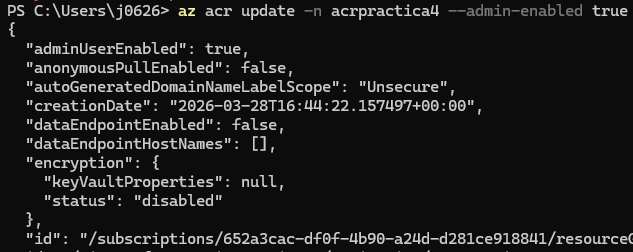 PS C:\Users\j0626> az acr update -n acrpractica4 --admin-enabled true
{
  "adminUserEnabled": true,
  "anonymousPullEnabled": false,
  "autoGeneratedDomainNameLabelScope": "Unsecure",
  "creationDate": "2026-03-28T16:44:22.157497+00:00",
  "dataEndpointEnabled": false,
  "dataEndpointHostNames": [],
  "encryption": {
    "keyVaultProperties": null,
    "status": "disabled"
  },
  "id": "/subscriptions/652a3cac-df0f-4b90-a24d-d281ce918841/resource